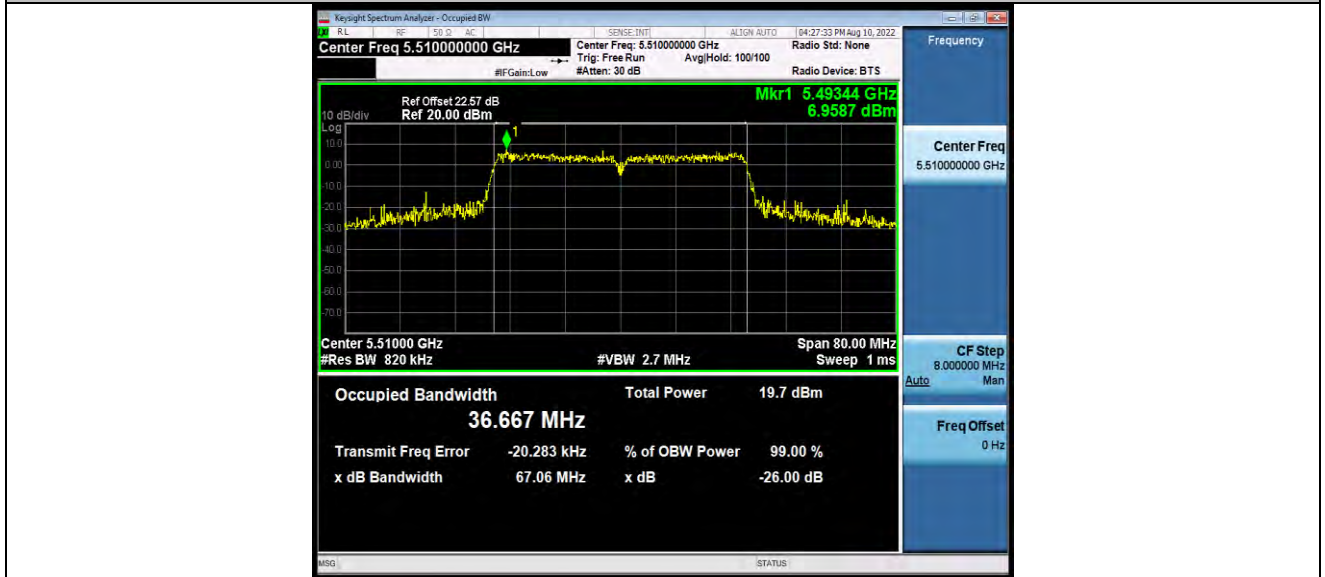 Keysight Spectrum Analyzer - Occupied BW
RL RF 50 Ω AC SENSE:INT ALIGN AUTO 04:27:33 PM Aug 10, 2022
Center Freq 5.510000000 GHz
Center Freq: 5.510000000 GHz Radio Std: None
Trig: Free Run Avg|Hold: 100/100
#IFGain:Low #Atten: 30 dB Radio Device: BTS
Frequency
Mkr1 5.49344 GHz
6.9587 dBm
Ref Offset 22.57 dB
10 dB/div Ref 20.00 dBm
Log
1
10.0
0.00
-10.0
-20.0
-30.0
-40.0
-50.0
-60.0
-70.0
Center 5.51000 GHz Span 80.00 MHz
#Res BW 820 kHz #VBW 2.7 MHz Sweep 1 ms
Center Freq
5.510000000 GHz
CF Step
8.000000 MHz
Auto Man
Freq Offset
0 Hz
Occupied Bandwidth Total Power 19.7 dBm
36.667 MHz
Transmit Freq Error -20.283 kHz % of OBW Power 99.00 %
x dB Bandwidth 67.06 MHz x dB -26.00 dB
MSG STATUS